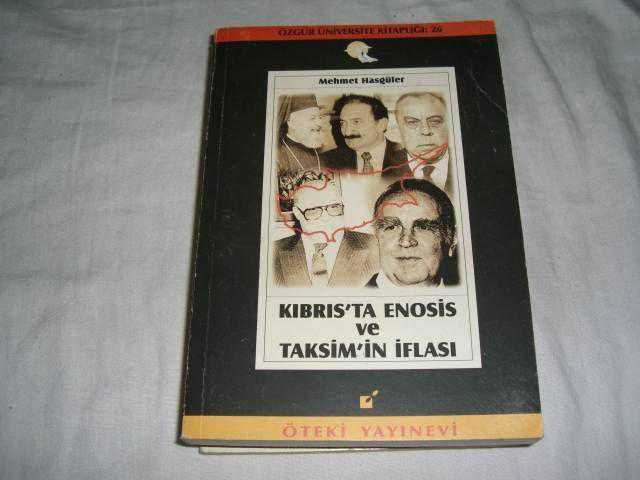 ÖZGÜR ÜNİVERSİTE KİTAPLIĞI: 26
Mehmet Hasgüler
KIBRIS'TA ENOSİS
ve
TAKSİM'İN İFLASI
ÖTEKİ YAYINEVİ